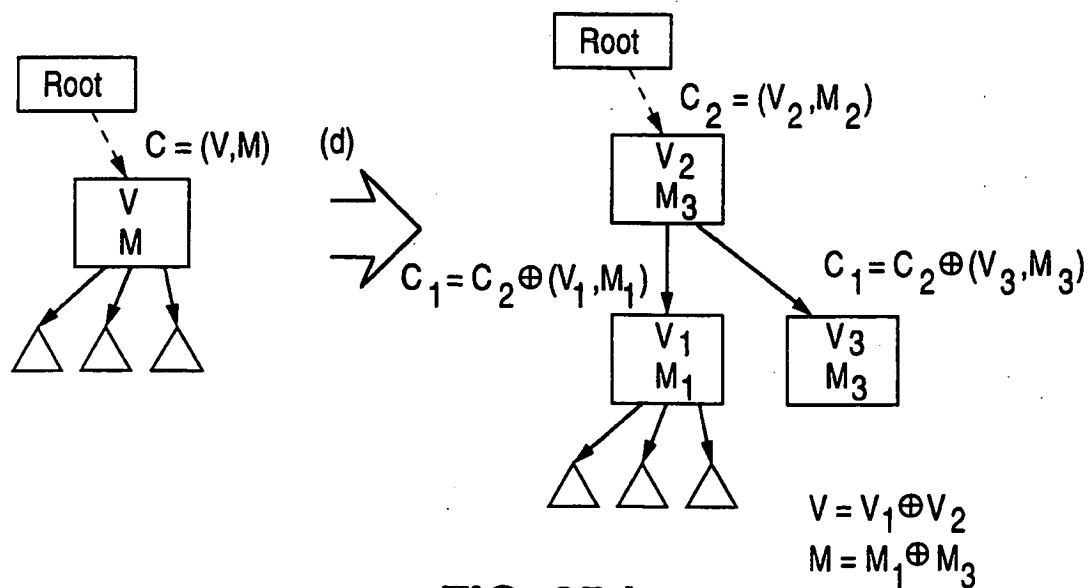 Root
C = (V,M)
V
M
(d)
Root
C2 = (V2,M2)
V2
M3
C1 = C2 ⊕ (V1,M1)
C1 = C2 ⊕ (V3,M3)
V1
M1
V3
M3
V = V1 ⊕ V2
M = M1 ⊕ M3